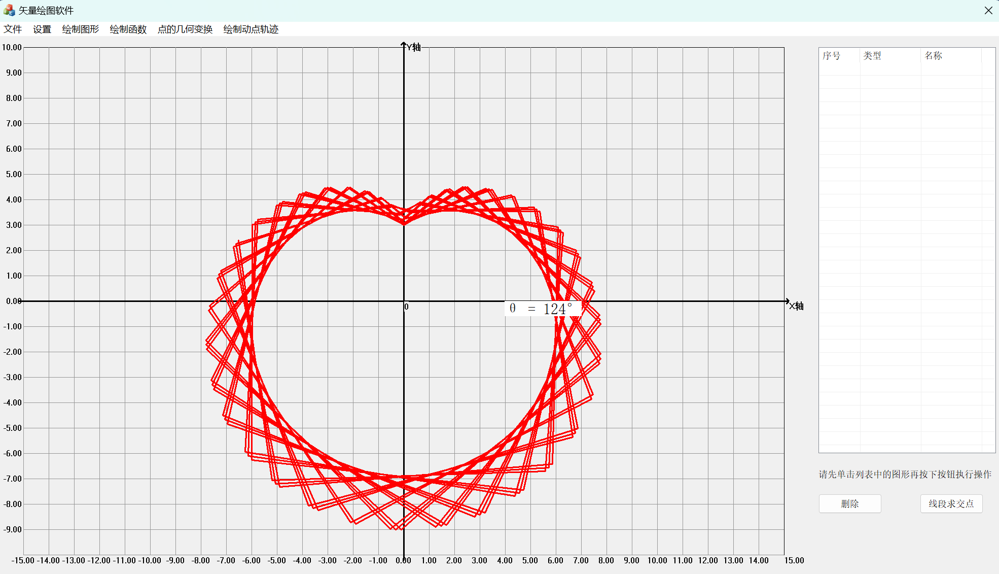 矢量绘图软件
文件 设置 绘制图形 绘制函数 点的几何变换 绘制动点轨迹
Y轴
10.00
9.00
8.00
7.00
6.00
5.00
4.00
3.00
2.00
1.00
0.00
-1.00
-2.00
-3.00
-4.00
-5.00
-6.00
-7.00
-8.00
-9.00
0
θ = 124°
X轴
-15.00 -14.00 -13.00 -12.00 -11.00 -10.00 -9.00 -8.00 -7.00 -6.00 -5.00 -4.00 -3.00 -2.00 -1.00 0.00 1.00 2.00 3.00 4.00 5.00 6.00 7.00 8.00 9.00 10.00 11.00 12.00 13.00 14.00 15.00
序号 类型 名称
请先单击列表中的图形再按下按钮执行操作
删除 线段求交点